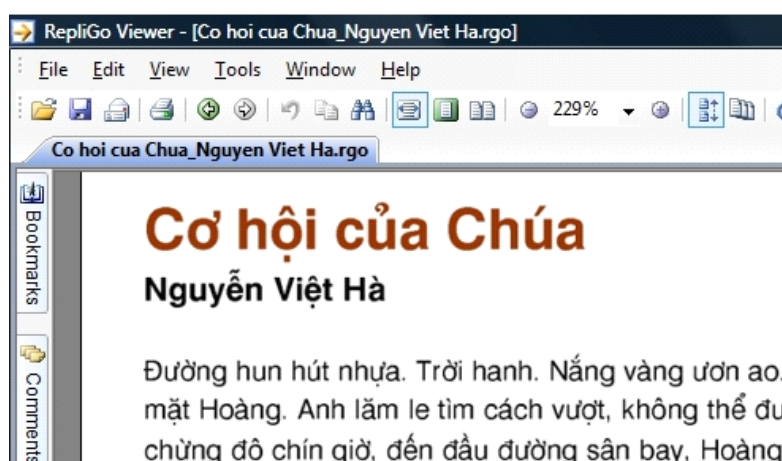 RepliGo Viewer - [Co hoi cua Chua_Nguyen Viet Ha.rgo]
File Edit View Tools Window Help
229%
Co hoi cua Chua_Nguyen Viet Ha.rgo
Bookmarks
Comments
Cơ hội của Chúa
Nguyễn Việt Hà
Đường hun hút nhựa. Trời hanh. Nắng vàng ươn ao.
mặt Hoàng. Anh lăm le tìm cách vượt, không thể đư
chừng độ chín giờ, đến đầu đường sân bay, Hoàng